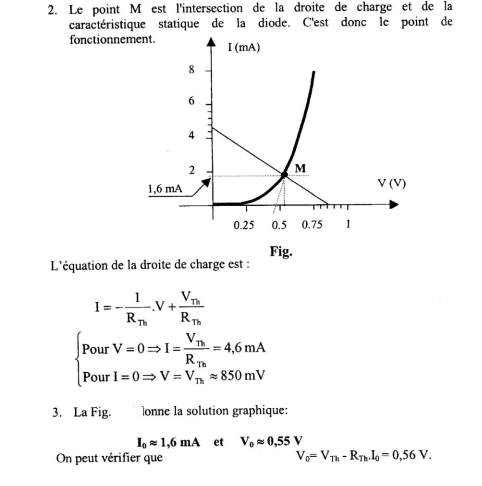 2. Le point M est l'intersection de la droite de charge et de la
caractéristique statique de la diode. C'est donc le point de
fonctionnement.
I (mA)
8
6
4
2
M
1,6 mA
V (V)
0.25 0.5 0.75 1
Fig.
L'équation de la droite de charge est :
I = - 1/R_Th .V + V_Th/R_Th
Pour V = 0 ⇒ I = V_Th/R_Th = 4,6 mA
Pour I = 0 ⇒ V = V_Th ≈ 850 mV
3. La Fig. donne la solution graphique:
I₀ ≈ 1,6 mA et V₀ ≈ 0,55 V
On peut vérifier que V₀= V_Th - R_Th.I₀ = 0,56 V.